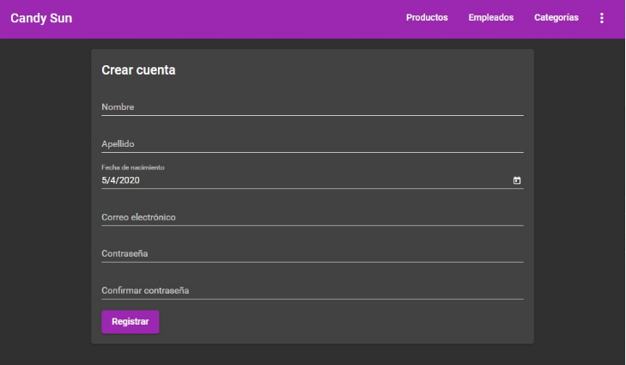 Candy Sun
Productos Empleados Categorías
Crear cuenta
Nombre
Apellido
Fecha de nacimiento
5/4/2020
Correo electrónico
Contraseña
Confirmar contraseña
Registrar